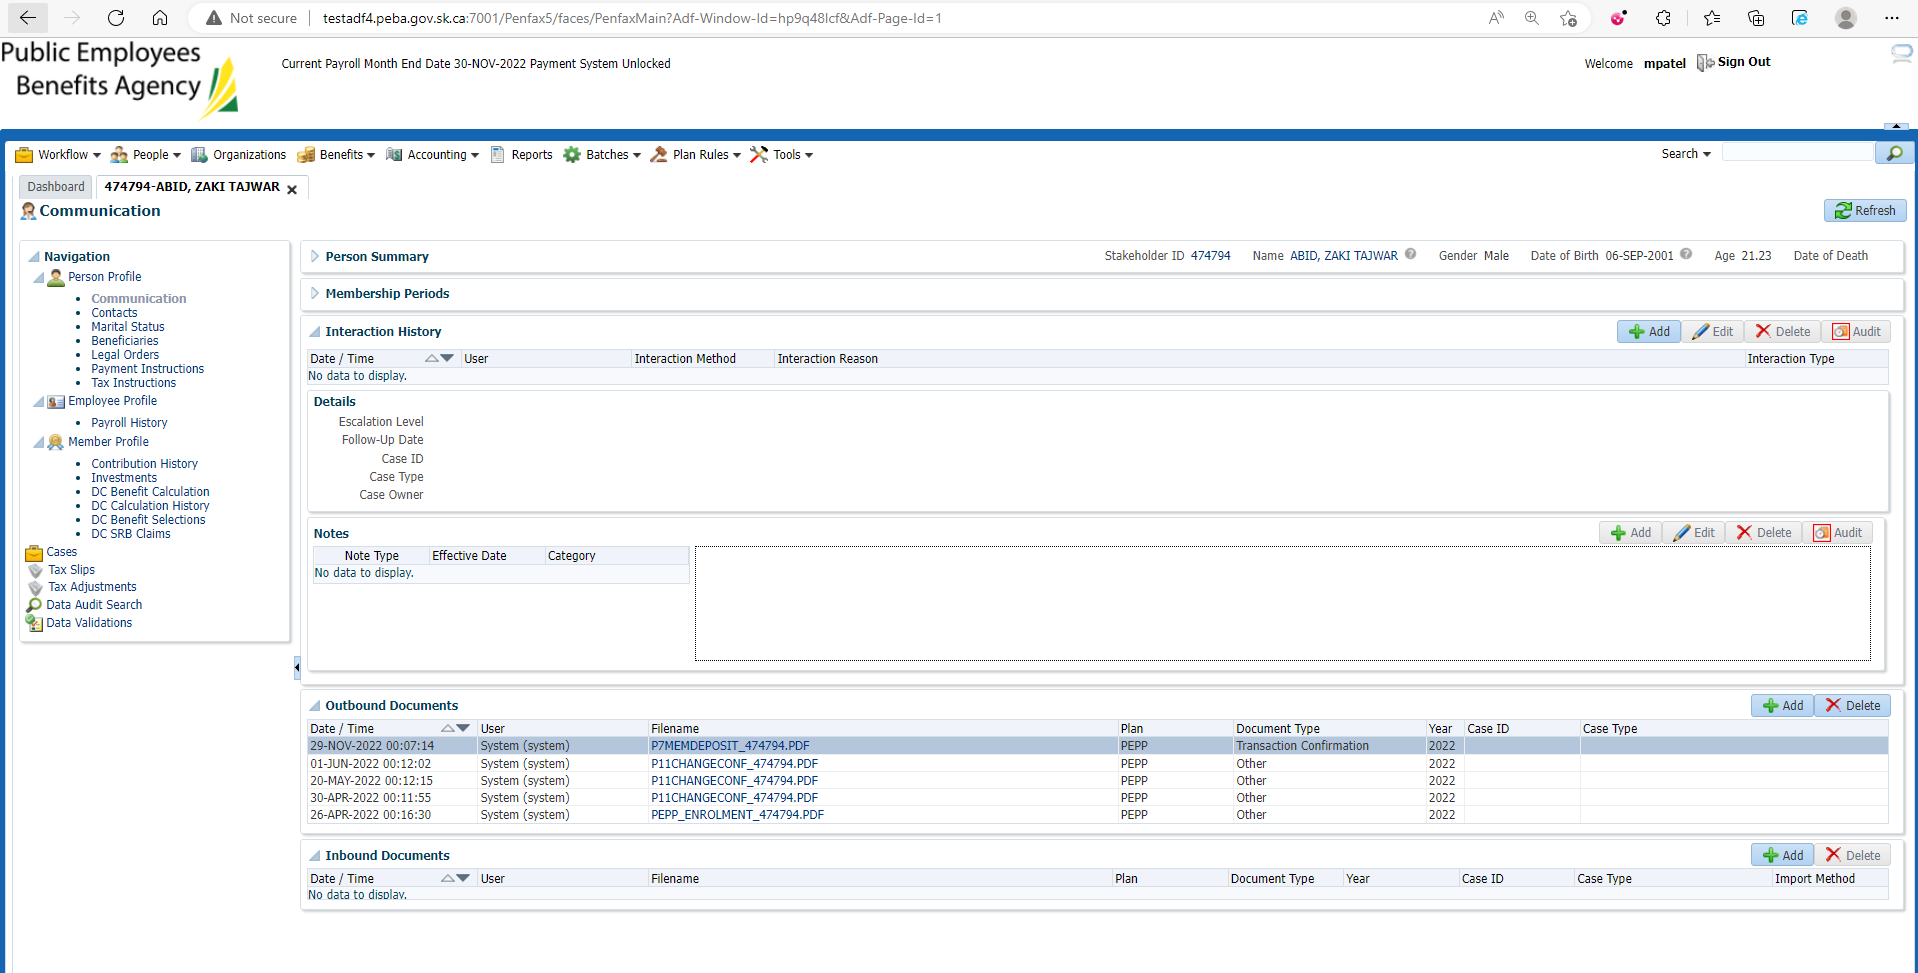 Not secure testadf4.peba.gov.sk.ca:7001/Penfax5/faces/PenfaxMain?Adf-Window-Id=hp9q48lcf&Adf-Page-Id=1
Public Employees
Benefits Agency
Current Payroll Month End Date 30-NOV-2022 Payment System Unlocked
Welcome mpatel Sign Out
Workflow People Organizations Benefits Accounting Reports Batches Plan Rules Tools Search
Dashboard 474794-ABID, ZAKI TAJWAR
Communication Refresh
Navigation
Person Profile
Communication
Contacts
Marital Status
Beneficiaries
Legal Orders
Payment Instructions
Tax Instructions
Employee Profile
Payroll History
Member Profile
Contribution History
Investments
DC Benefit Calculation
DC Calculation History
DC Benefit Selections
DC SRB Claims
Cases
Tax Slips
Tax Adjustments
Data Audit Search
Data Validations
Person Summary Stakeholder ID 474794 Name ABID, ZAKI TAJWAR Gender Male Date of Birth 06-SEP-2001 Age 21.23 Date of Death
Membership Periods
Interaction History Add Edit Delete Audit
Date / Time User Interaction Method Interaction Reason Interaction Type
No data to display.
Details
Escalation Level
Follow-Up Date
Case ID
Case Type
Case Owner
Notes Add Edit Delete Audit
Note Type Effective Date Category
No data to display.
Outbound Documents Add Delete
Date / Time User Filename Plan Document Type Year Case ID Case Type
29-NOV-2022 00:07:14 System (system) P7MEMDEPOSIT_474794.PDF PEPP Transaction Confirmation 2022
01-JUN-2022 00:12:02 System (system) P11CHANGECONF_474794.PDF PEPP Other 2022
20-MAY-2022 00:12:15 System (system) P11CHANGECONF_474794.PDF PEPP Other 2022
30-APR-2022 00:11:55 System (system) P11CHANGECONF_474794.PDF PEPP Other 2022
26-APR-2022 00:16:30 System (system) PEPP_ENROLMENT_474794.PDF PEPP Other 2022
Inbound Documents Add Delete
Date / Time User Filename Plan Document Type Year Case ID Case Type Import Method
No data to display.